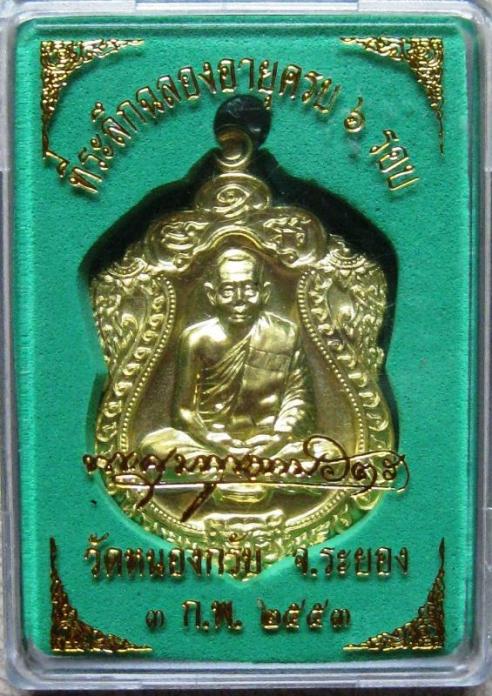 ที่ระลึกฉลองอายุครบ ๖ รอบ
วัดหนองกรับ จ.ระยอง
๓ ก.พ. ๒๕๕๓